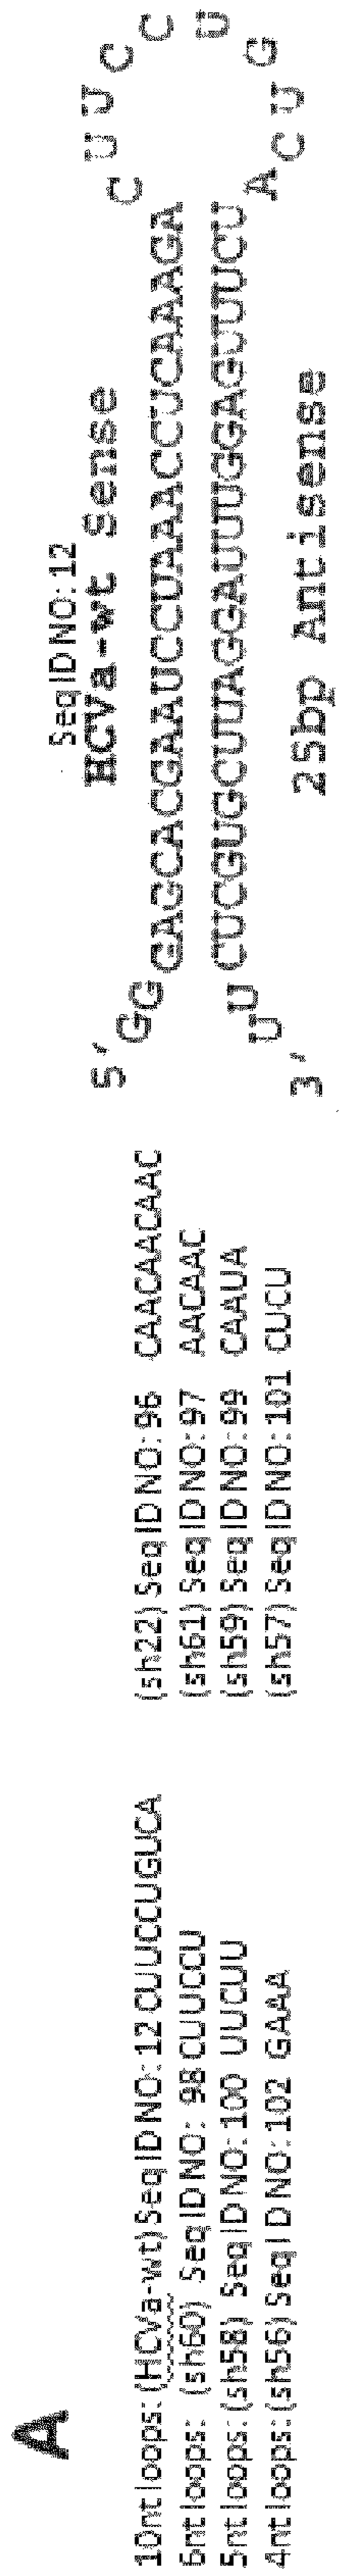 A
10nt loops: (HCVa-wt)SeqIDNO:12 CUUCCUGUCA (sh22) SeqIDNO:96 CAACAACAAC
6nt loops: (sh60) SeqIDNO: 98 CUUCCU (sh61) SeqIDNO:97 AACAAC
5nt loops: (sh58) SeqIDNO:100 UUCUU (sh59) SeqIDNO:99 CAAUA
4nt loops: (sh56) SeqIDNO:102 GAAA (sh57) SeqIDNO:101 CUCU
SeqIDNO:12
HCVa-wt Sense
5' GG GAGCACGAAUCCUAAACCUCAAAGA CUUCCUGUCA
3' UU CUCGUGCUUAGGAUUUGGAGUUUCU
25bp Antisense